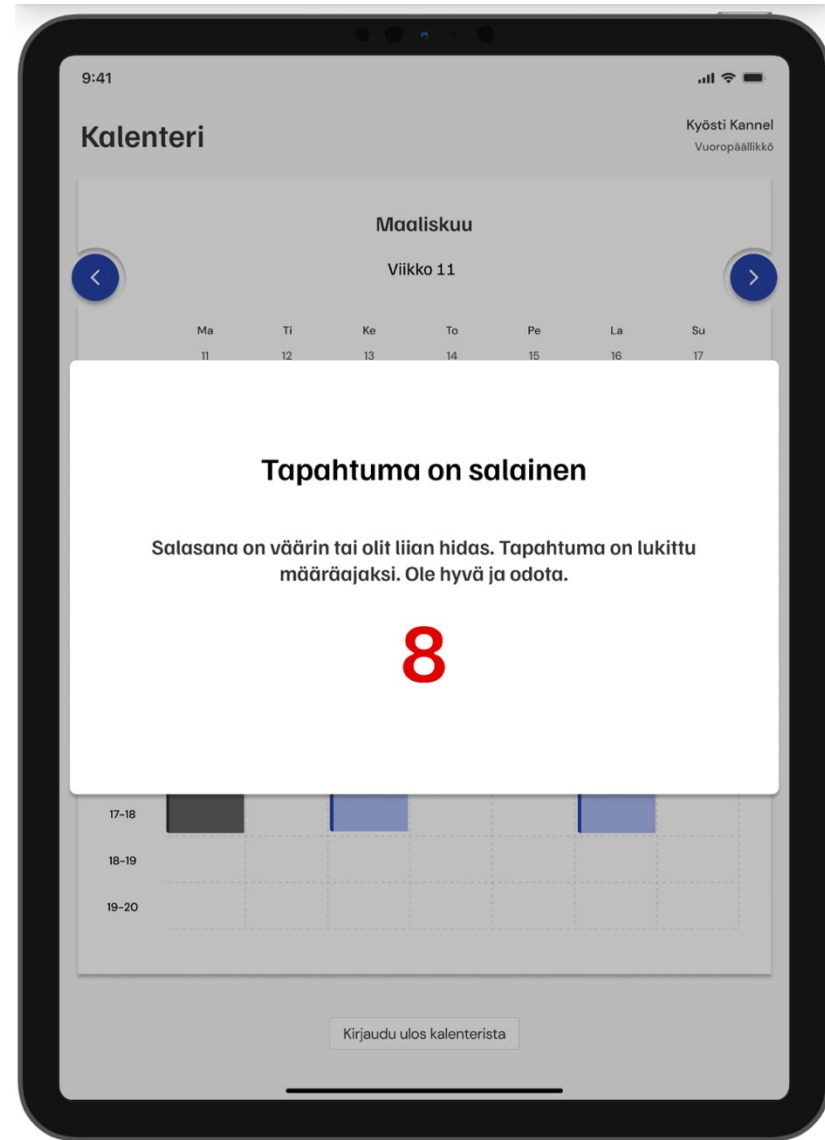 9:41
Kalenteri
Kyösti Kannel
Vuoropäällikkö
Maaliskuu
Viikko 11
Ma Ti Ke To Pe La Su
11 12 13 14 15 16 17
Tapahtuma on salainen
Salasana on väärin tai olit liian hidas. Tapahtuma on lukittu
määräajaksi. Ole hyvä ja odota.
8
17-18
18-19
19-20
Kirjaudu ulos kalenterista